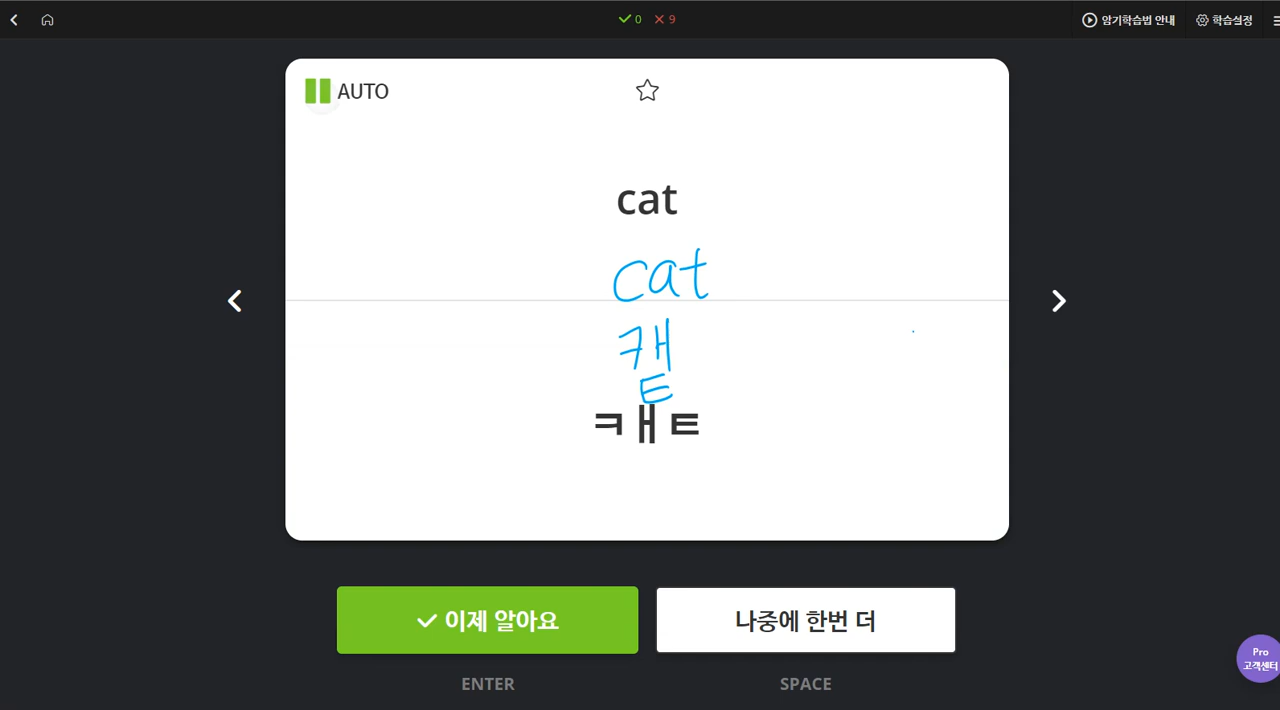 0 9 암기학습법 안내 학습설정
AUTO
cat
cat
캩
ㅋㅐㅌ
이제 알아요 나중에 한번 더
ENTER SPACE
Pro
고객센터